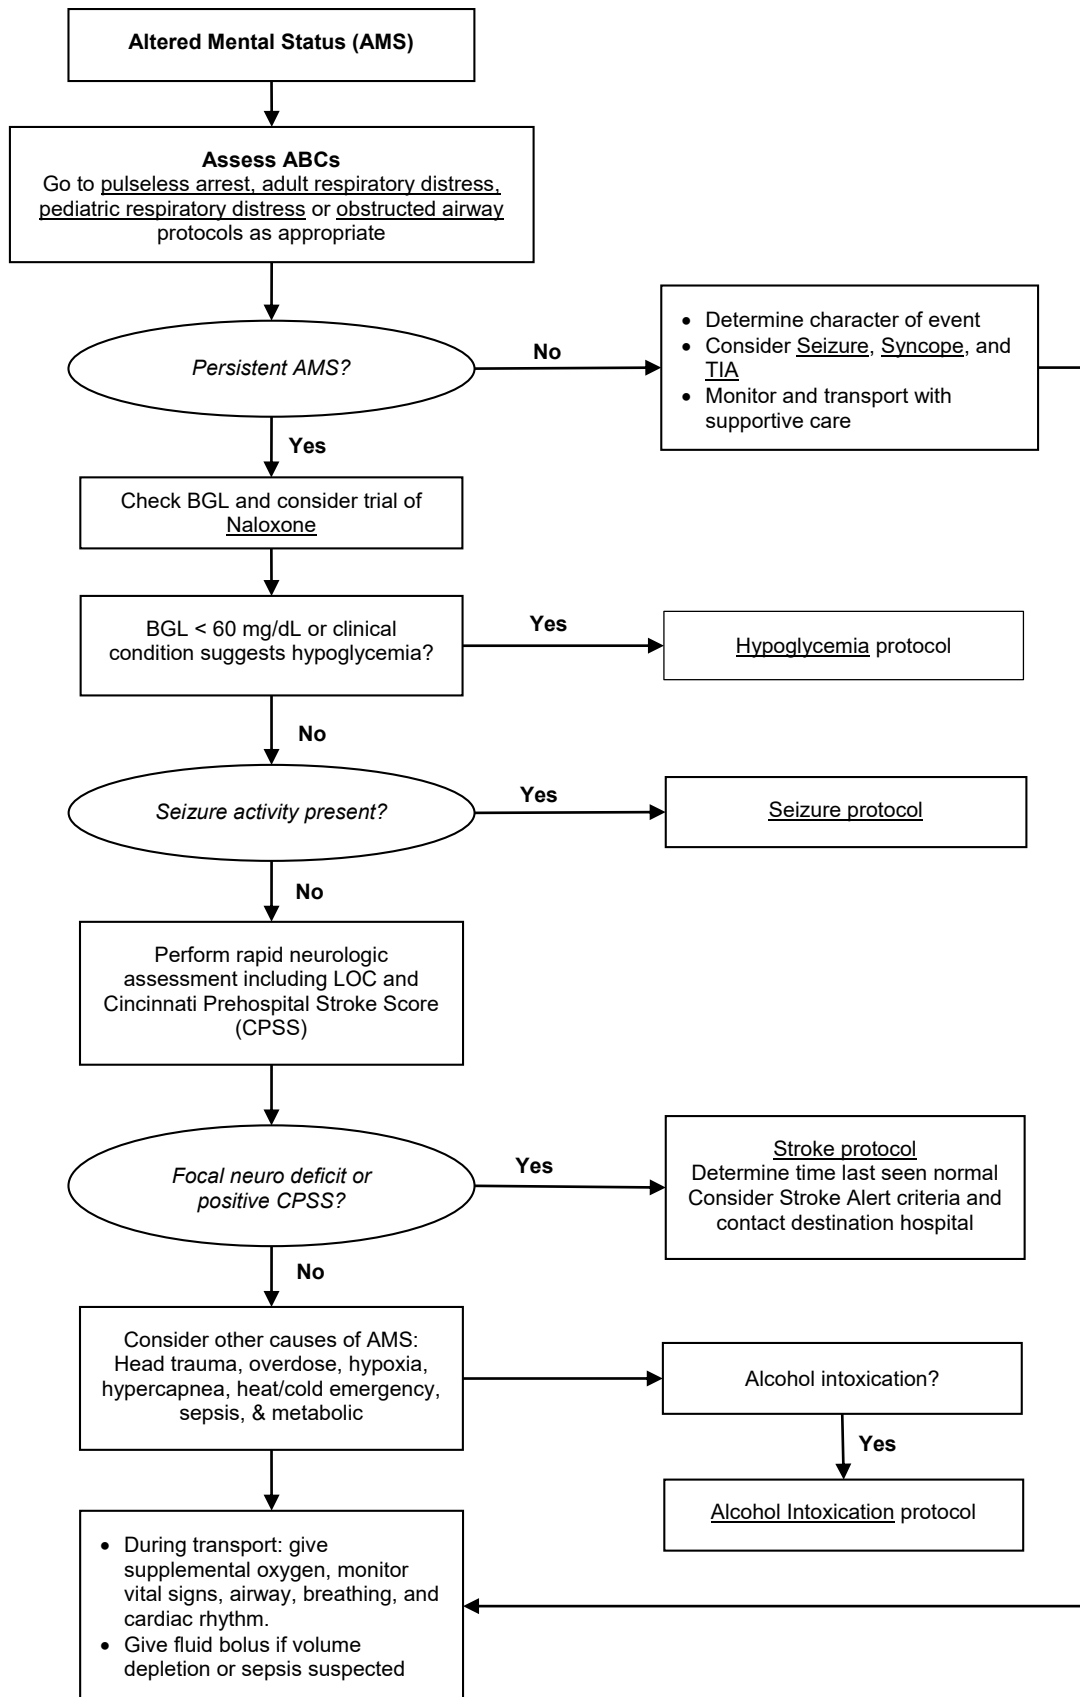 Altered Mental Status (AMS)
Assess ABCs
Go to pulseless arrest, adult respiratory distress,
pediatric respiratory distress or obstructed airway
protocols as appropriate
Persistent AMS?
No
• Determine character of event
• Consider Seizure, Syncope, and
TIA
• Monitor and transport with
supportive care
Yes
Check BGL and consider trial of
Naloxone
BGL < 60 mg/dL or clinical
condition suggests hypoglycemia?
Yes
Hypoglycemia protocol
No
Seizure activity present?
Yes
Seizure protocol
No
Perform rapid neurologic
assessment including LOC and
Cincinnati Prehospital Stroke Score
(CPSS)
Focal neuro deficit or
positive CPSS?
Yes
Stroke protocol
Determine time last seen normal
Consider Stroke Alert criteria and
contact destination hospital
No
Consider other causes of AMS:
Head trauma, overdose, hypoxia,
hypercapnea, heat/cold emergency,
sepsis, & metabolic
Alcohol intoxication?
Yes
Alcohol Intoxication protocol
• During transport: give
supplemental oxygen, monitor
vital signs, airway, breathing, and
cardiac rhythm.
• Give fluid bolus if volume
depletion or sepsis suspected